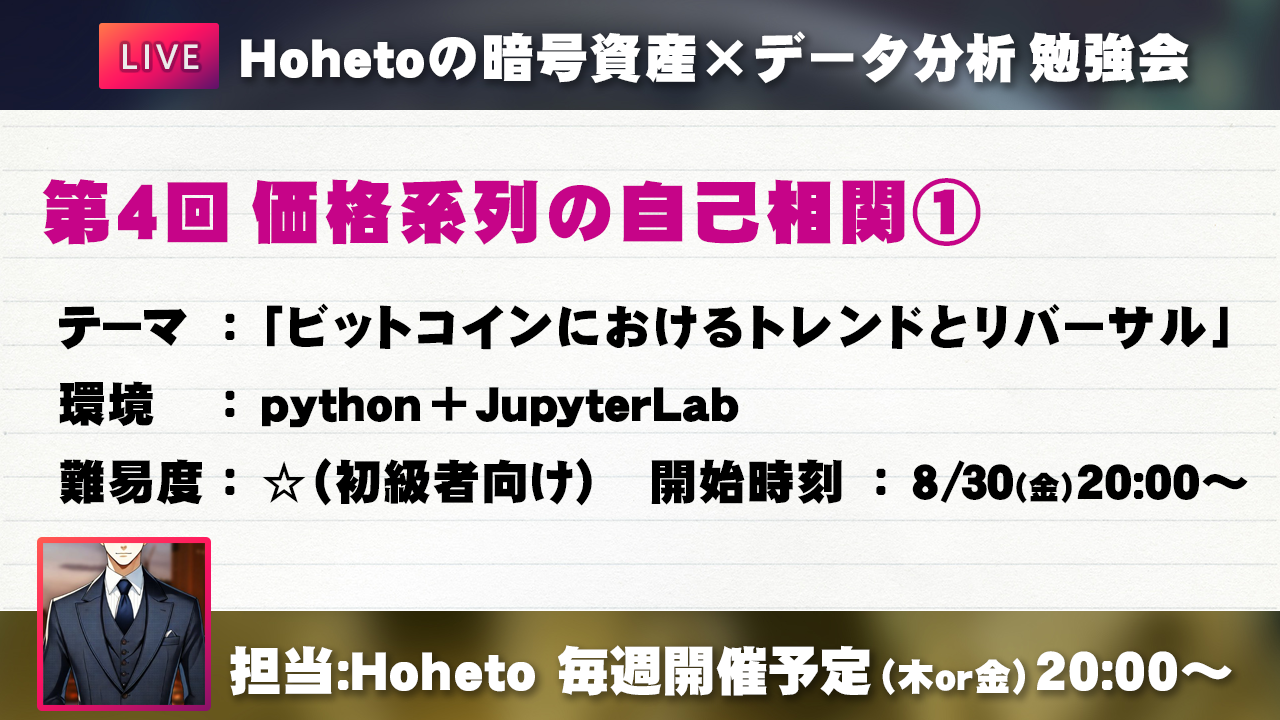 LIVE Hohetoの暗号資産×データ分析 勉強会
第4回 価格系列の自己相関①
テーマ ：「ビットコインにおけるトレンドとリバーサル」
環境 ： python＋JupyterLab
難易度 ： ☆（初級者向け） 開始時刻 ： 8/30（金）20:00～
担当:Hoheto 毎週開催予定（木or金）20:00～